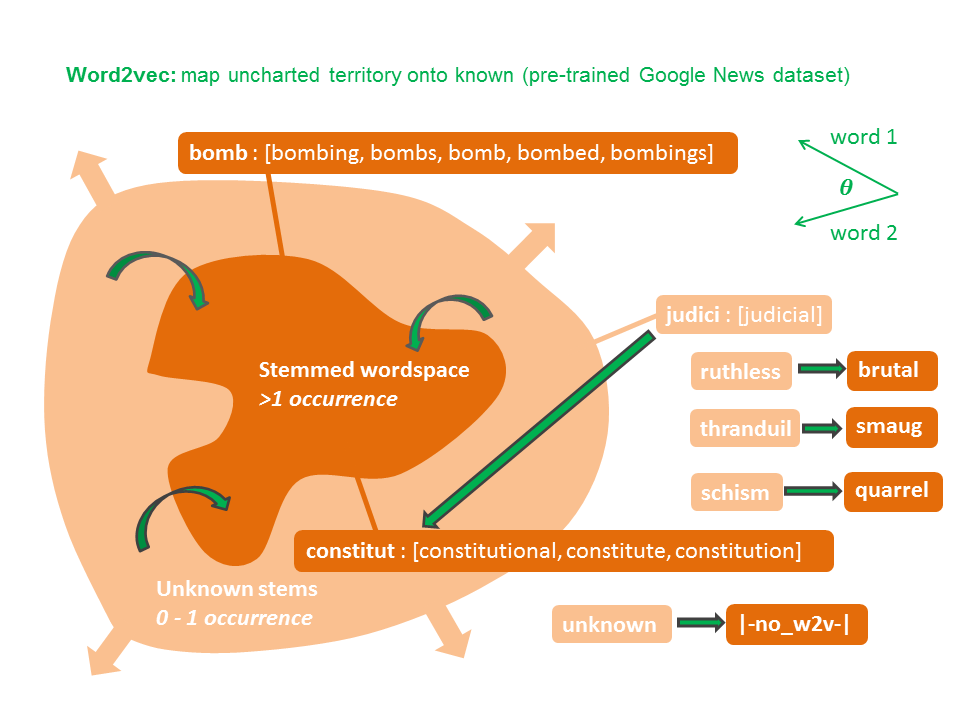 Word2vec: map uncharted territory onto known (pre-trained Google News dataset)
bomb : [bombing, bombs, bomb, bombed, bombings]
word 1
θ
word 2
judici : [judicial]
Stemmed wordspace
>1 occurrence
ruthless
brutal
thranduil
smaug
schism
quarrel
constitut : [constitutional, constitute, constitution]
Unknown stems
0 - 1 occurrence
unknown
|-no_w2v-|